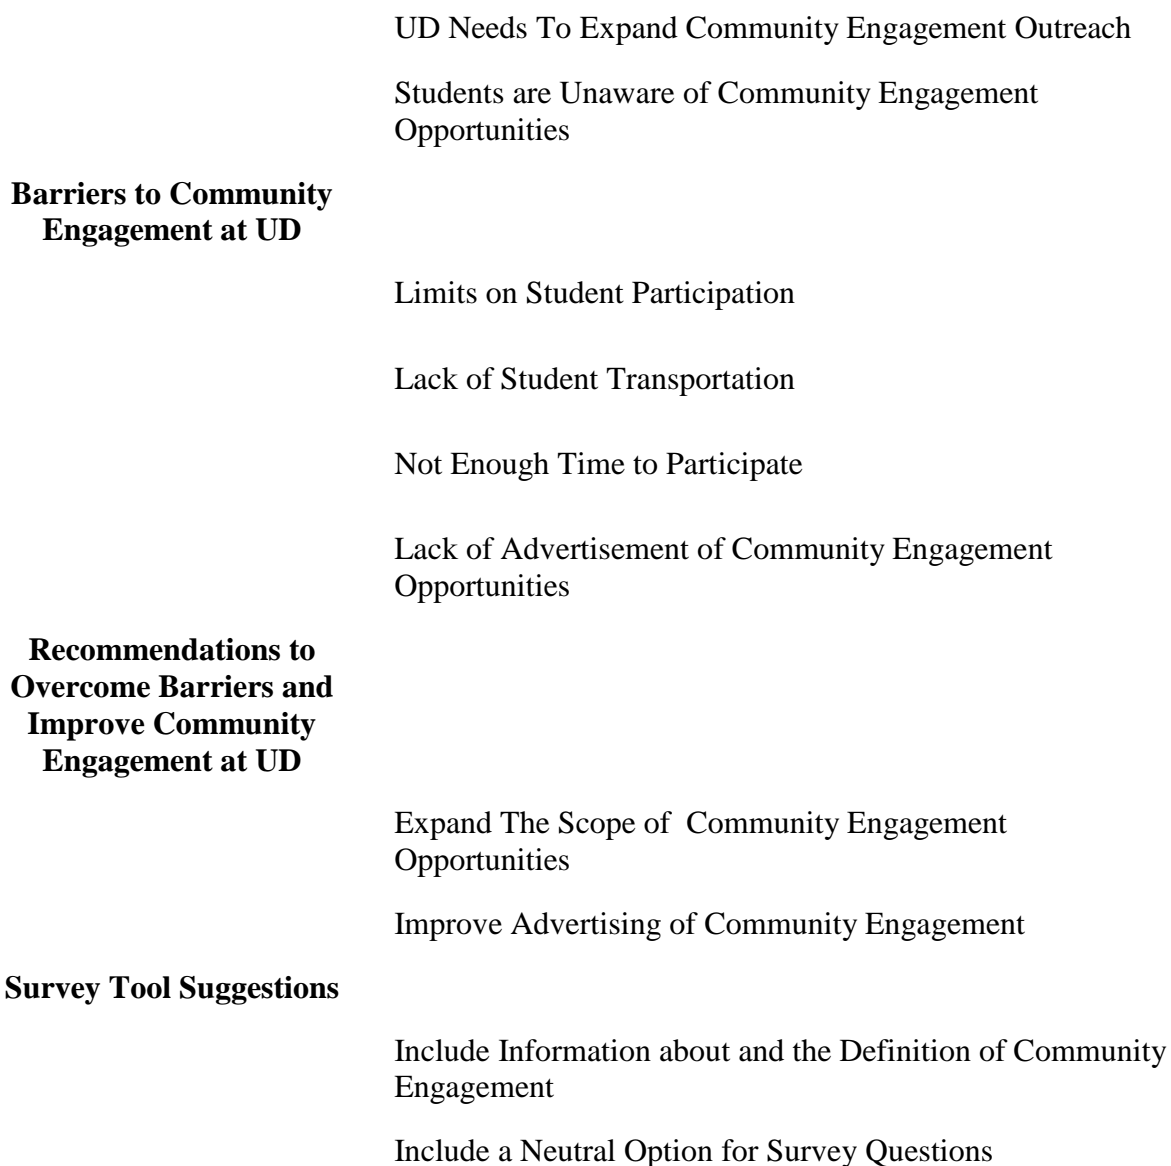 UD Needs To Expand Community Engagement Outreach
Students are Unaware of Community Engagement
Opportunities
Barriers to Community
Engagement at UD
Limits on Student Participation
Lack of Student Transportation
Not Enough Time to Participate
Lack of Advertisement of Community Engagement
Opportunities
Recommendations to
Overcome Barriers and
Improve Community
Engagement at UD
Expand The Scope of  Community Engagement
Opportunities
Improve Advertising of Community Engagement
Survey Tool Suggestions
Include Information about and the Definition of Community
Engagement
Include a Neutral Option for Survey Questions